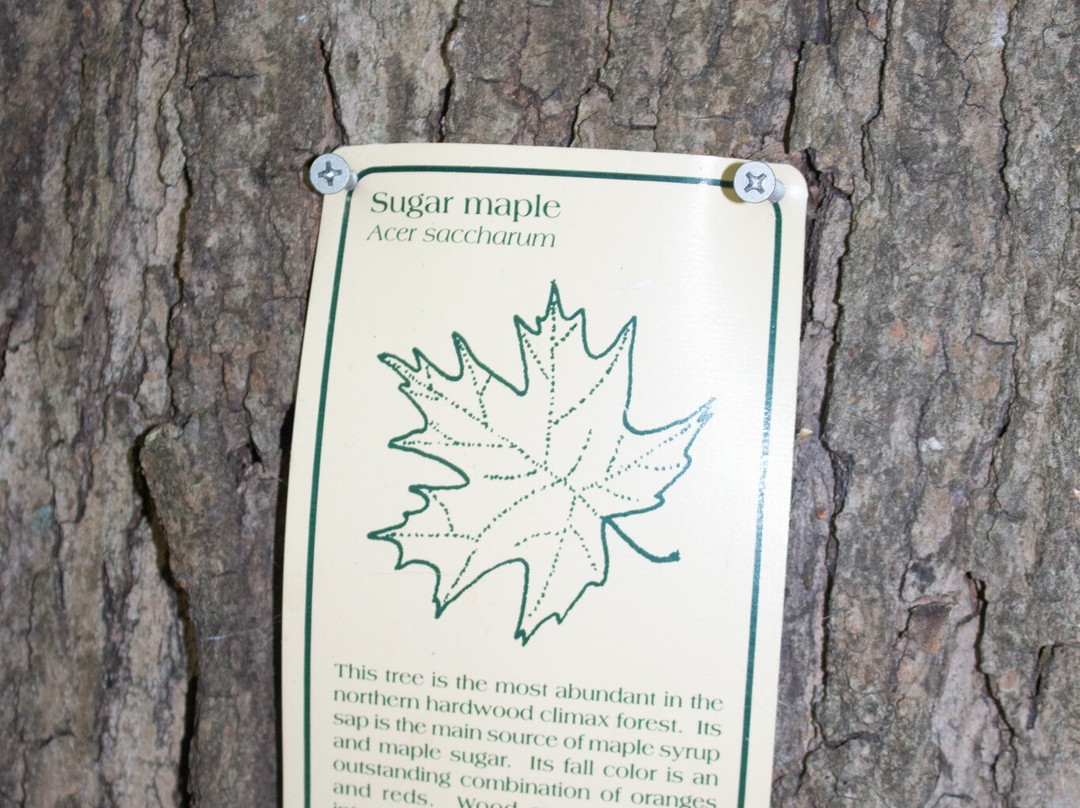 Sugar maple
Acer saccharum
This tree is the most abundant in the
northern hardwood climax forest. Its
sap is the main source of maple syrup
and maple sugar. Its fall color is an
outstanding combination of oranges
and reds. Wood